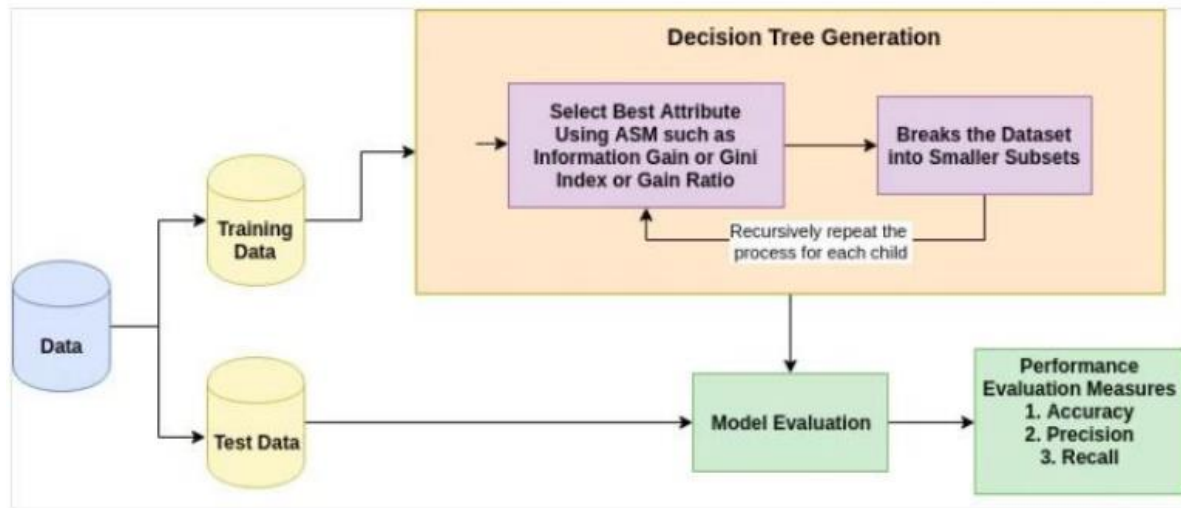 Decision Tree Generation
Select Best Attribute
Using ASM such as
Information Gain or Gini
Index or Gain Ratio
Breaks the Dataset
into Smaller Subsets
Recursively repeat the
process for each child
Training
Data
Data
Test Data
Model Evaluation
Performance
Evaluation Measures
1. Accuracy
2. Precision
3. Recall